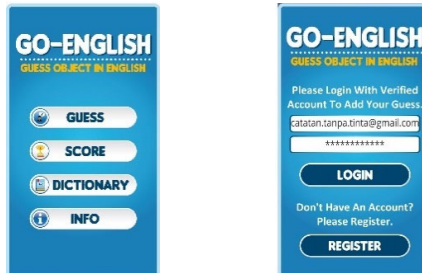 GO-ENGLISH
GUESS OBJECT IN ENGLISH
GUESS
SCORE
DICTIONARY
INFO
GO-ENGLISH
GUESS OBJECT IN ENGLISH
Please Login With Verified
Account To Add Your Guess.
catatan.tanpa.tinta@gmail.com
************
LOGIN
Don't Have An Account?
Please Register.
REGISTER